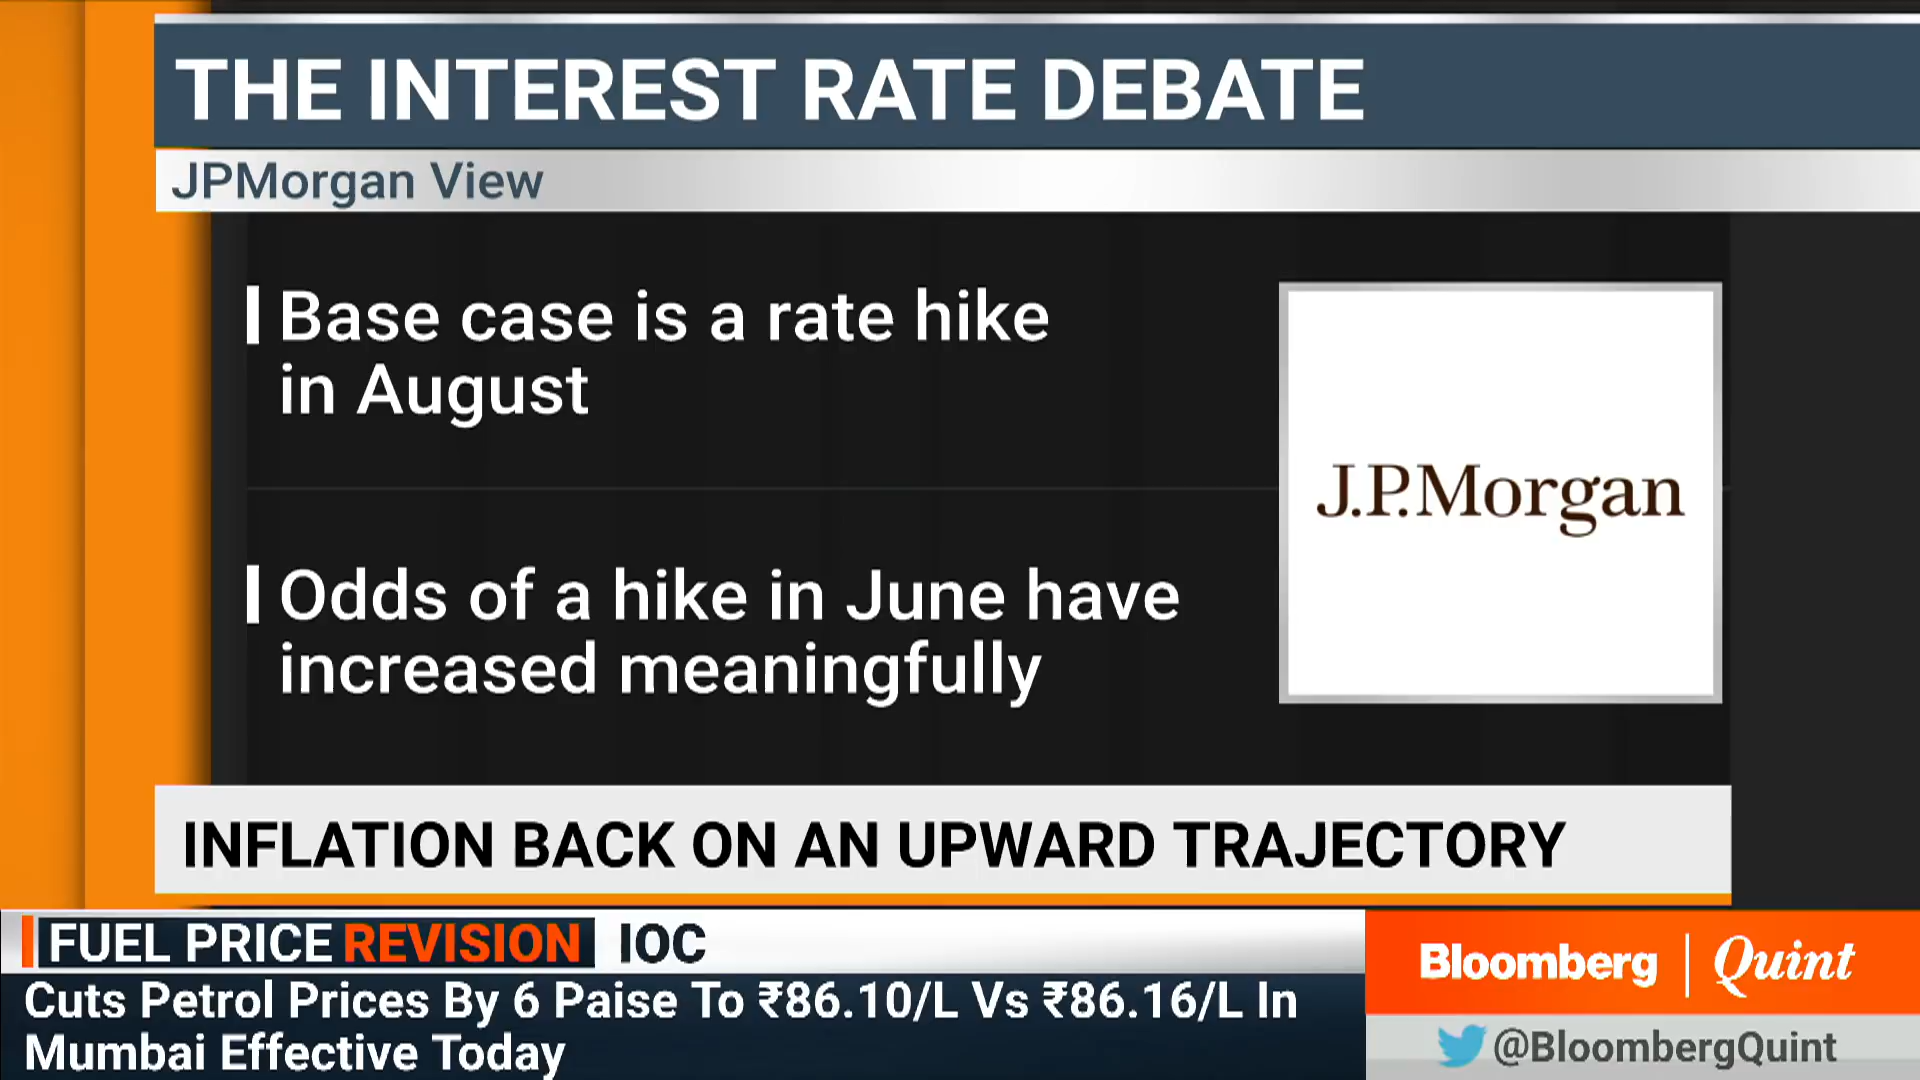 THE INTEREST RATE DEBATE
JPMorgan View
Base case is a rate hike
in August
J.P.Morgan
Odds of a hike in June have
increased meaningfully
INFLATION BACK ON AN UPWARD TRAJECTORY
FUEL PRICE REVISION IOC
Cuts Petrol Prices By 6 Paise To ₹86.10/L Vs ₹86.16/L In
Mumbai Effective Today
Bloomberg | Quint
@BloombergQuint